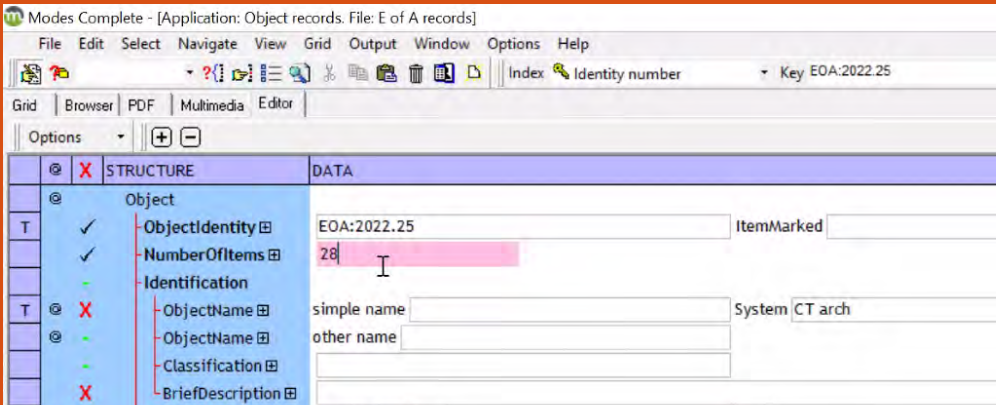 Modes Complete - [Application: Object records. File: E of A records]
File Edit Select Navigate View Grid Output Window Options Help
Index Identity number Key EOA:2022.25
Grid Browser PDF Multimedia Editor
Options
@ X STRUCTURE DATA
@ Object
T ObjectIdentity EOA:2022.25 ItemMarked
NumberOfItems 28
Identification
T @ X ObjectName simple name System CT arch
@ ObjectName other name
Classification
X BriefDescription